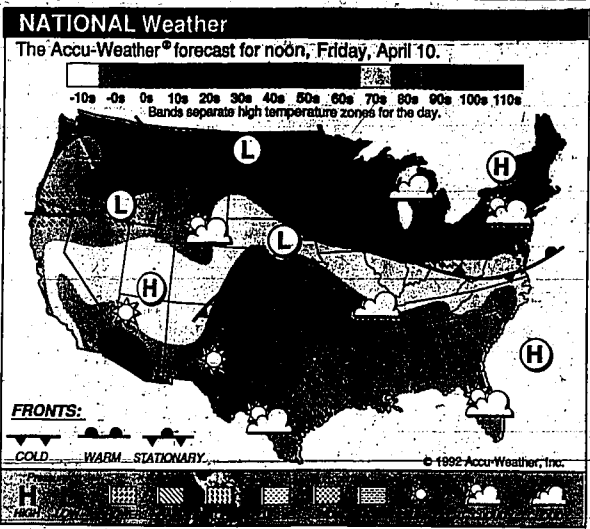 NATIONAL Weather
The Accu-Weather® forecast for noon, Friday, April 10.
-10s -0s 0s 10s 20s 30s 40s 50s 60s 70s 80s 90s 100s 110s
Bands separate high temperature zones for the day.
L
H
L
L
H
H
FRONTS:
COLD WARM STATIONARY
© 1992 Accu-Weather, Inc.
H
HIGH